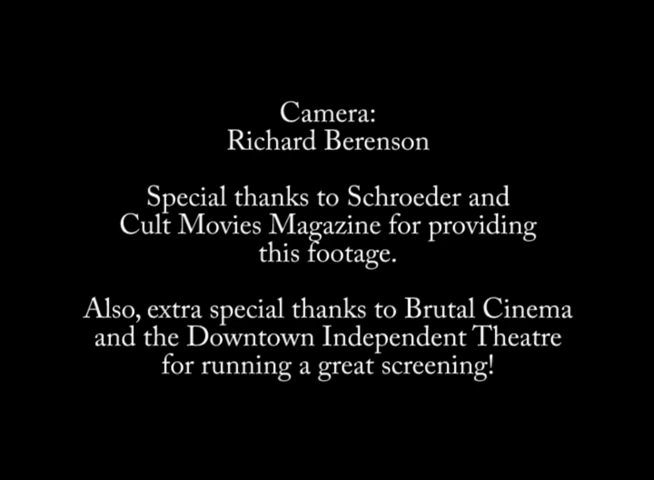 Camera:
Richard Berenson
Special thanks to Schroeder and
Cult Movies Magazine for providing
this footage.
Also, extra special thanks to Brutal Cinema
and the Downtown Independent Theatre
for running a great screening!